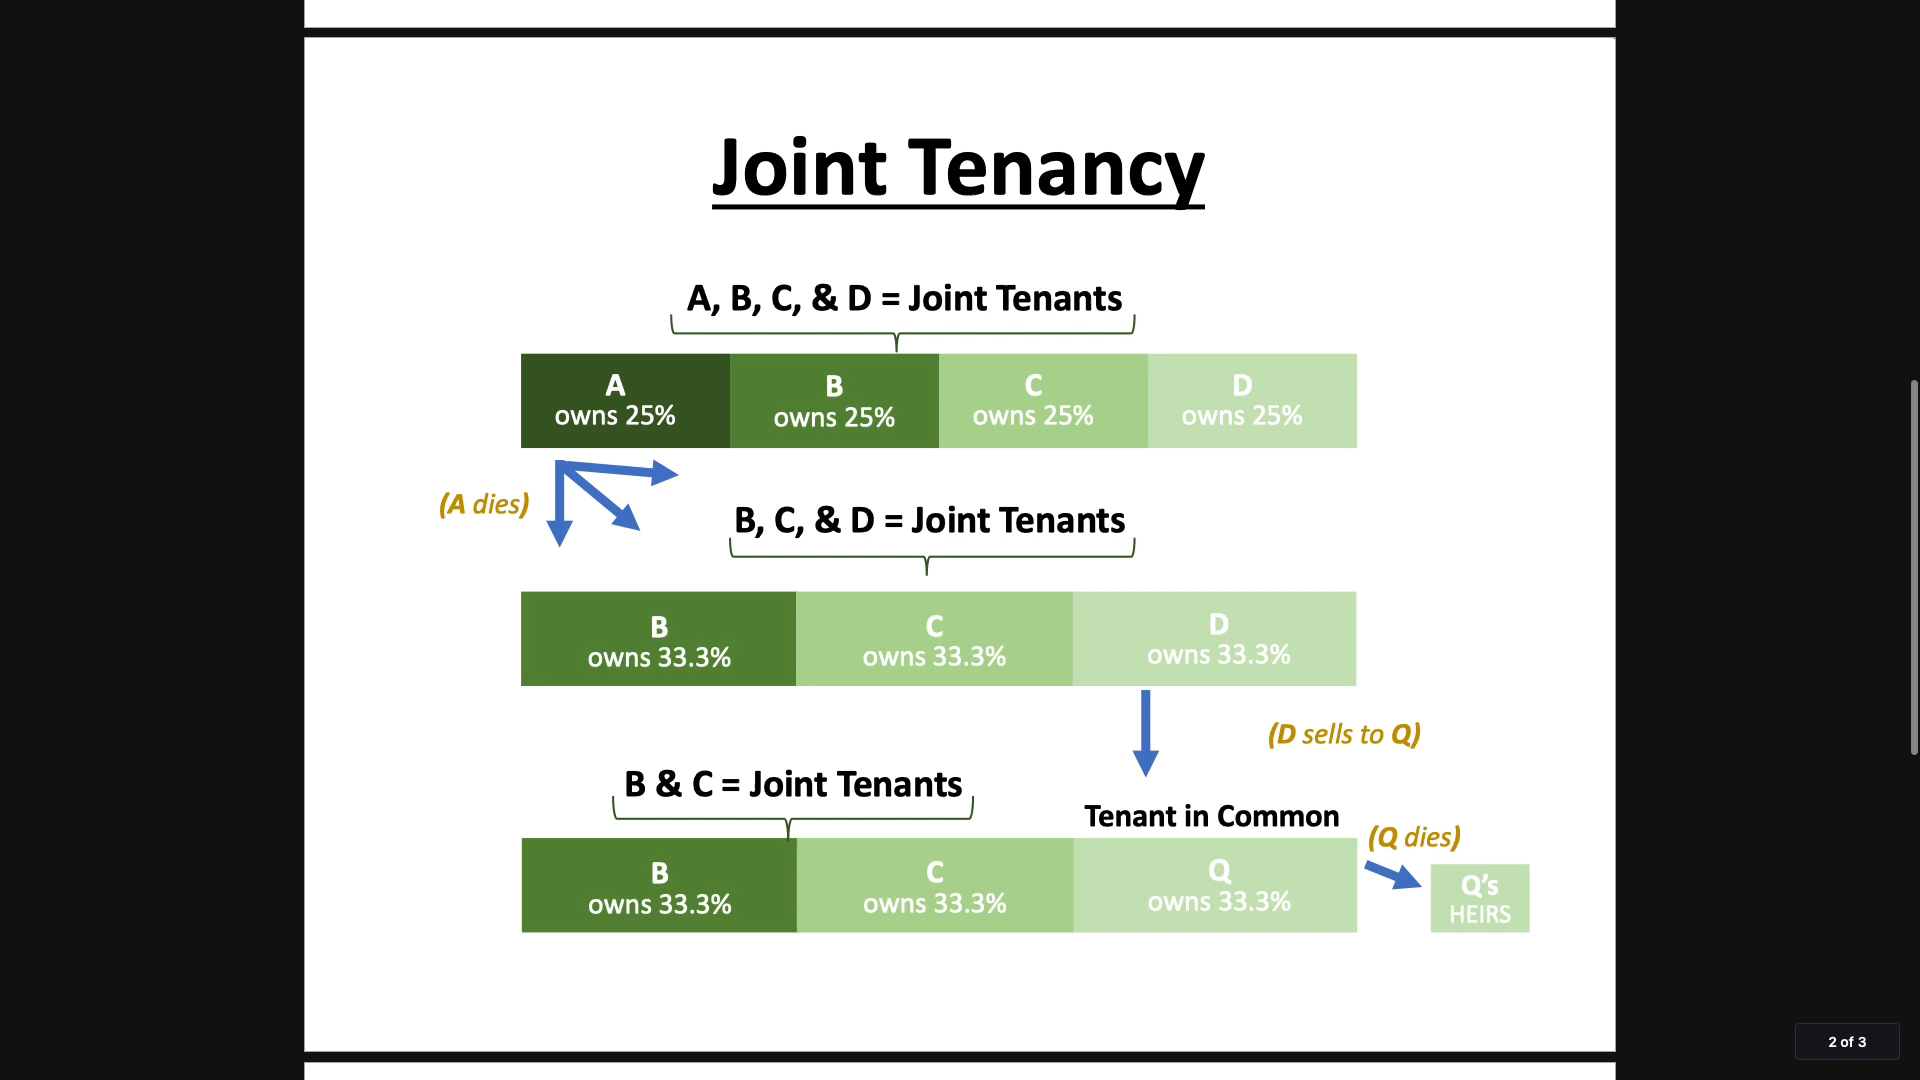 Joint Tenancy
A, B, C, & D = Joint Tenants
A
owns 25%
B
owns 25%
C
owns 25%
D
owns 25%
(A dies)
B, C, & D = Joint Tenants
B
owns 33.3%
C
owns 33.3%
D
owns 33.3%
(D sells to Q)
B & C = Joint Tenants
Tenant in Common
(Q dies)
B
owns 33.3%
C
owns 33.3%
Q
owns 33.3%
Q’s
HEIRS
2 of 3